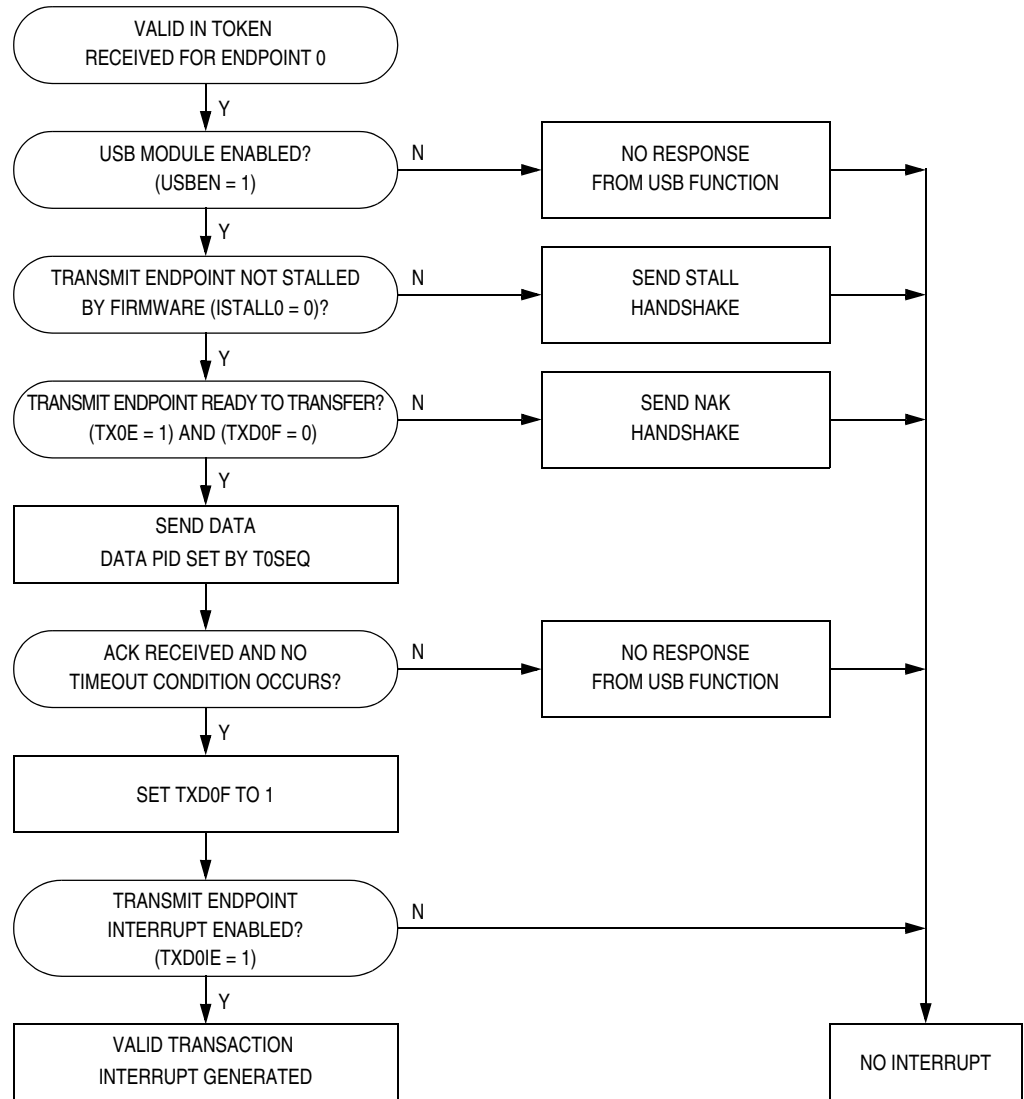 VALID IN TOKEN
RECEIVED FOR ENDPOINT 0
Y
USB MODULE ENABLED?
(USBEN = 1)
N
NO RESPONSE
FROM USB FUNCTION
Y
TRANSMIT ENDPOINT NOT STALLED
BY FIRMWARE (ISTALL0 = 0)?
N
SEND STALL
HANDSHAKE
Y
TRANSMIT ENDPOINT READY TO TRANSFER?
(TX0E = 1) AND (TXD0F = 0)
N
SEND NAK
HANDSHAKE
Y
SEND DATA
DATA PID SET BY T0SEQ
ACK RECEIVED AND NO
TIMEOUT CONDITION OCCURS?
N
NO RESPONSE
FROM USB FUNCTION
Y
SET TXD0F TO 1
TRANSMIT ENDPOINT
INTERRUPT ENABLED?
(TXD0IE = 1)
N
Y
VALID TRANSACTION
INTERRUPT GENERATED
NO INTERRUPT